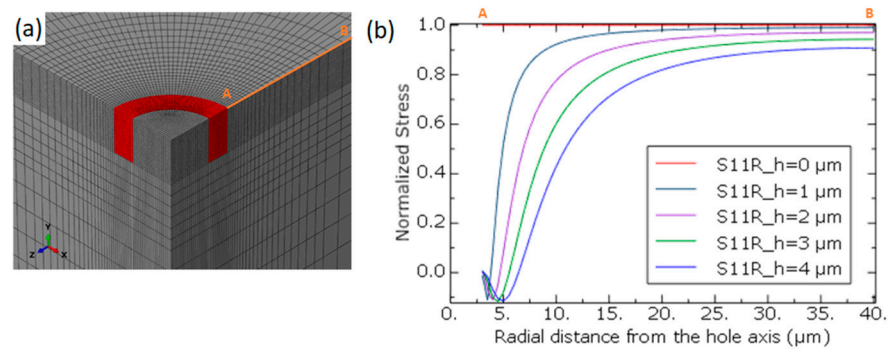 (a)
A
B
Y
Z
X
(b)
A
B
Normalized Stress
1.0
0.8
0.6
0.4
0.2
0.0
S11R_h=0 µm
S11R_h=1 µm
S11R_h=2 µm
S11R_h=3 µm
S11R_h=4 µm
0. 5. 10. 15. 20. 25. 30. 35. 40.
Radial distance from the hole axis (µm)